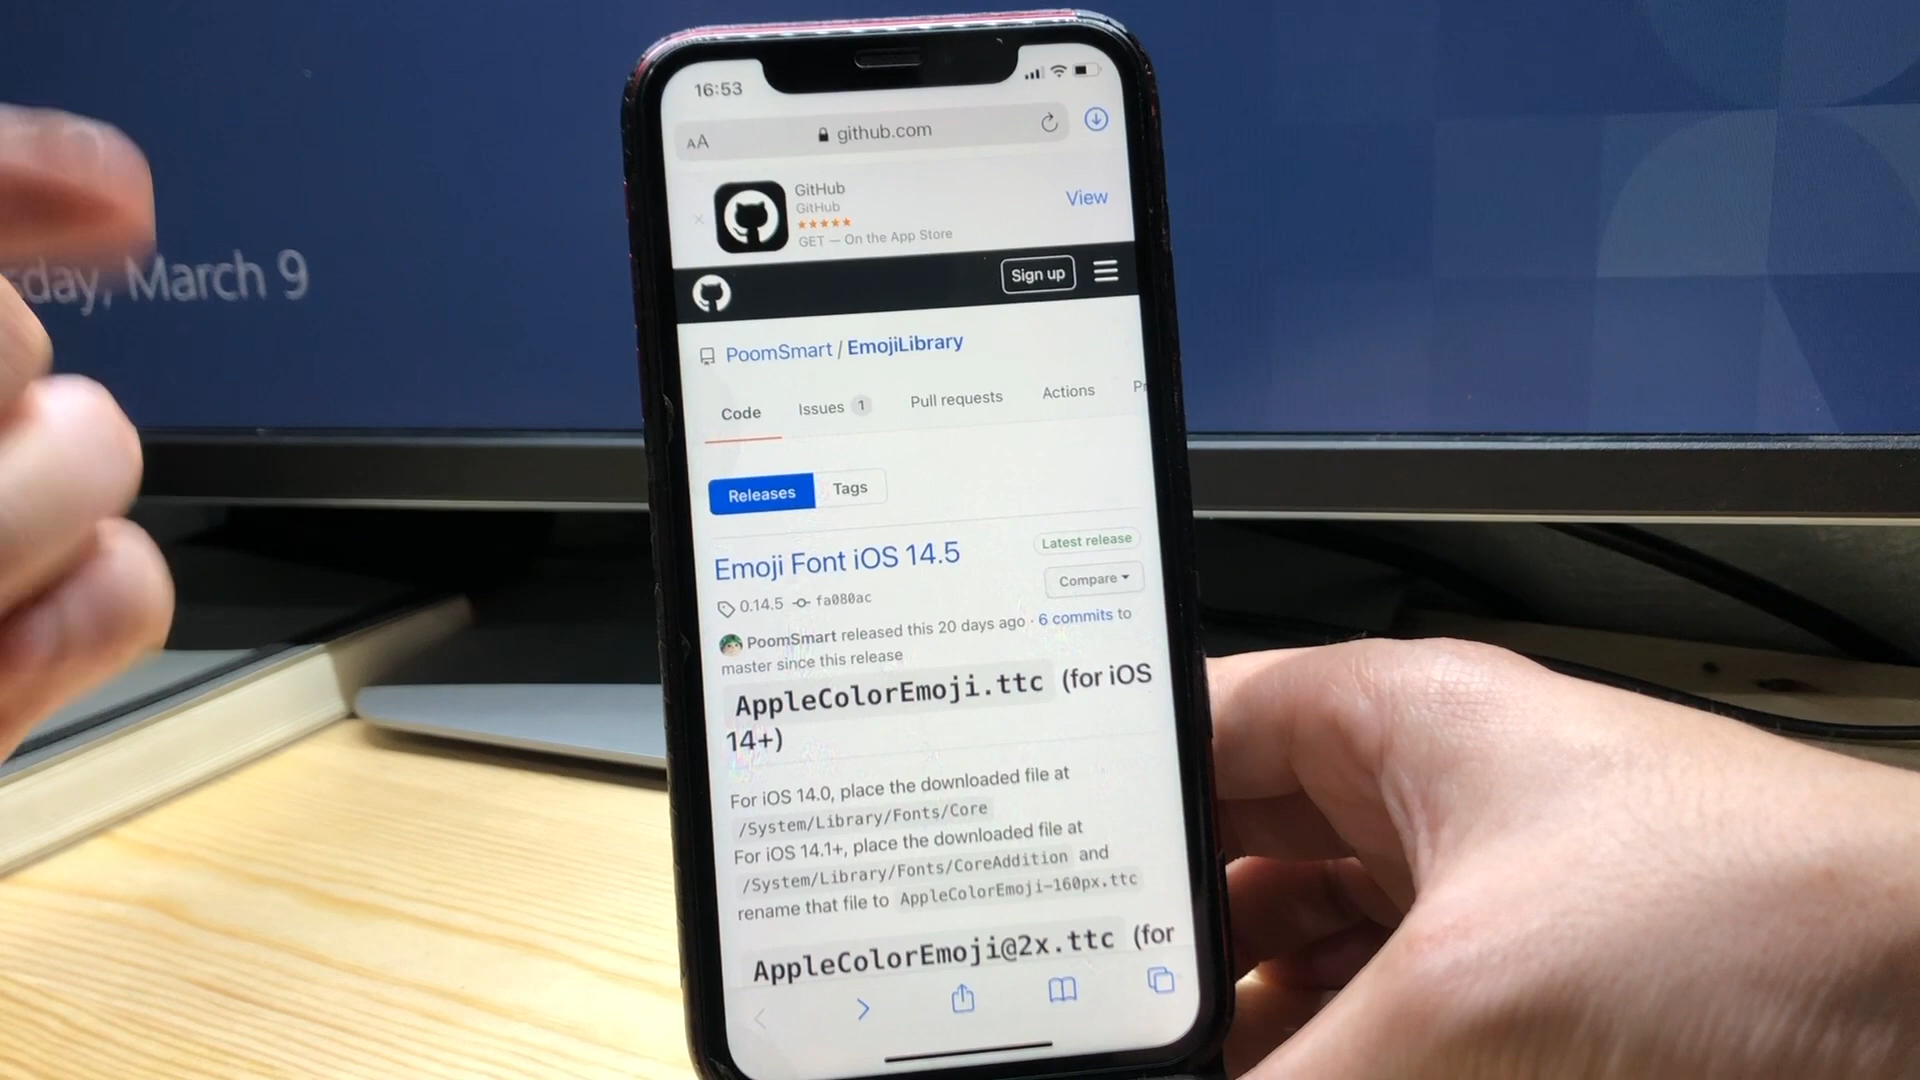 sday, March 9
16:53
AA
github.com
GitHub
GitHub
GET — On the App Store
View
Sign up
PoomSmart / EmojiLibrary
Code
Issues 1
Pull requests
Actions
Pr
Releases
Tags
Emoji Font iOS 14.5
Latest release
0.14.5 fa080ac
Compare
PoomSmart released this 20 days ago · 6 commits to
master since this release
AppleColorEmoji.ttc (for iOS
14+)
For iOS 14.0, place the downloaded file at
/System/Library/Fonts/Core
For iOS 14.1+, place the downloaded file at
/System/Library/Fonts/CoreAddition and
rename that file to AppleColorEmoji-160px.ttc
AppleColorEmoji@2x.ttc (for